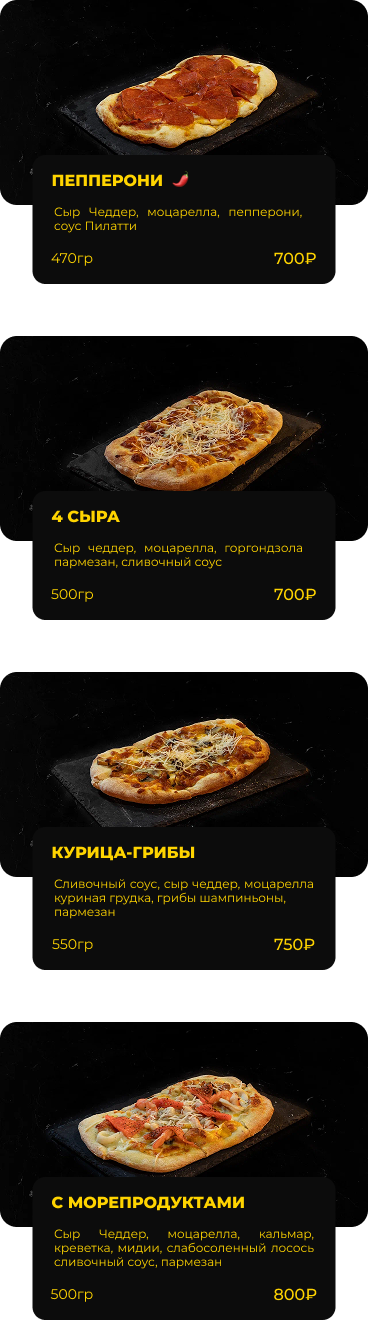 ПЕППЕРОНИ 🌶️
Сыр Чеддер, моцарелла, пепперони,
соус Пилатти
470гр 700₽
4 СЫРА
Сыр чеддер, моцарелла, горгондзола
пармезан, сливочный соус
500гр 700₽
КУРИЦА-ГРИБЫ
Сливочный соус, сыр чеддер, моцарелла
куриная грудка, грибы шампиньоны,
пармезан
550гр 750₽
С МОРЕПРОДУКТАМИ
Сыр Чеддер, моцарелла, кальмар,
креветка, мидии, слабосоленный лосось
сливочный соус, пармезан
500гр 800₽